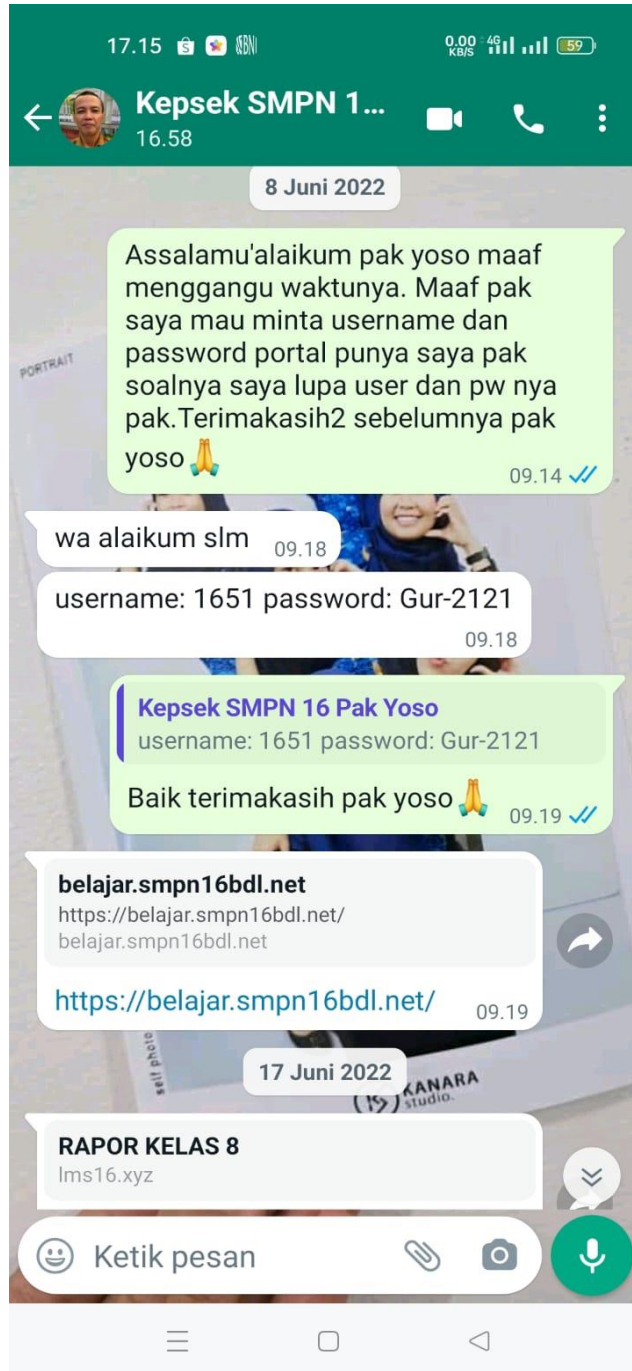 17.15
0.00 KB/S 4G 59
Kepsek SMPN 1...
16.58
8 Juni 2022
Assalamu'alaikum pak yoso maaf
menggangu waktunya. Maaf pak
saya mau minta username dan
password portal punya saya pak
soalnya saya lupa user dan pw nya
pak.Terimakasih2 sebelumnya pak
yoso🙏
09.14
PORTRAIT
wa alaikum slm 09.18
username: 1651 password: Gur-2121
09.18
Kepsek SMPN 16 Pak Yoso
username: 1651 password: Gur-2121
Baik terimakasih pak yoso🙏 09.19
belajar.smpn16bdl.net
https://belajar.smpn16bdl.net/
belajar.smpn16bdl.net
https://belajar.smpn16bdl.net/ 09.19
self photo
17 Juni 2022
KANARA
studio.
RAPOR KELAS 8
lms16.xyz
Ketik pesan